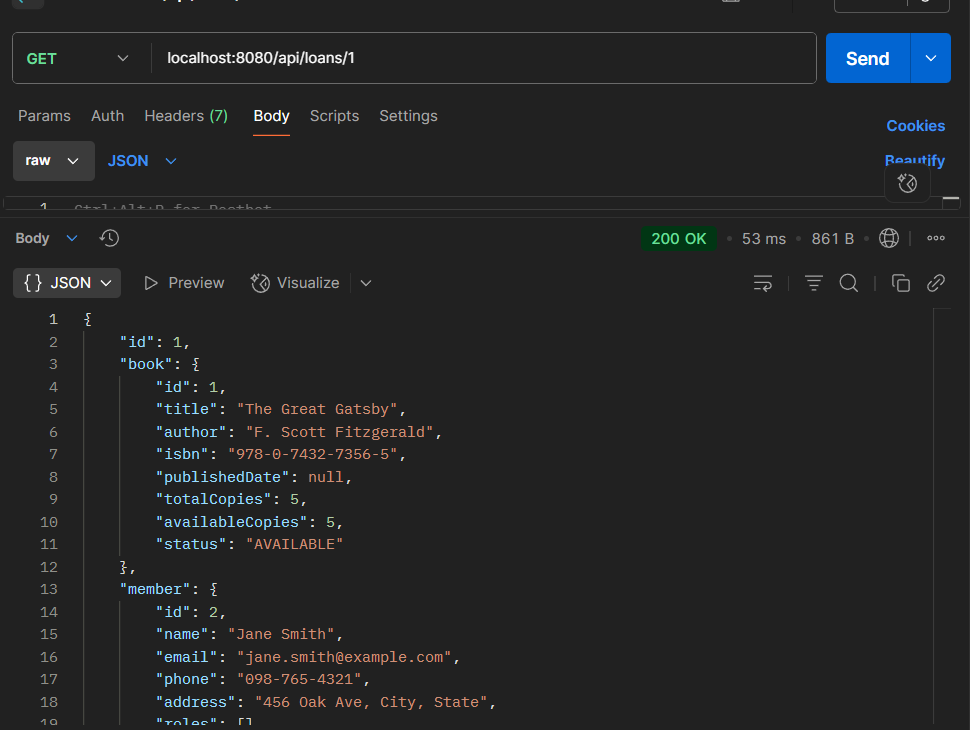 GET localhost:8080/api/loans/1 Send
Params Auth Headers (7) Body Scripts Settings
Cookies
raw JSON Beautify
1 Ctrl+Alt+P for Postbot
Body 200 OK 53 ms 861 B
{} JSON Preview Visualize
1 {
2 "id": 1,
3 "book": {
4 "id": 1,
5 "title": "The Great Gatsby",
6 "author": "F. Scott Fitzgerald",
7 "isbn": "978-0-7432-7356-5",
8 "publishedDate": null,
9 "totalCopies": 5,
10 "availableCopies": 5,
11 "status": "AVAILABLE"
12 },
13 "member": {
14 "id": 2,
15 "name": "Jane Smith",
16 "email": "jane.smith@example.com",
17 "phone": "098-765-4321",
18 "address": "456 Oak Ave, City, State",
19 "roles": []